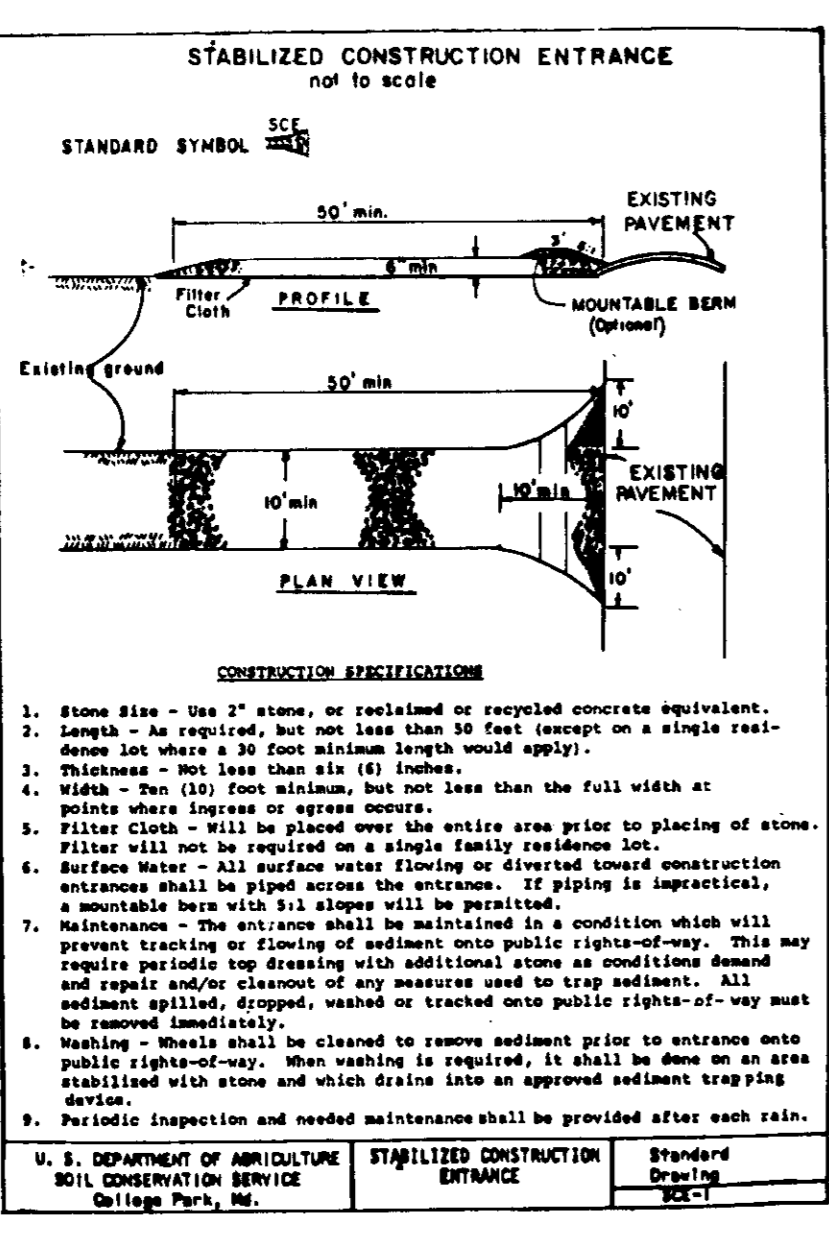 STABILIZED CONSTRUCTION ENTRANCE
not to scale
SCE
STANDARD SYMBOL
50' min.
EXISTING
PAVEMENT
5' 5:1
6" min
Filter
Cloth
PROFILE
MOUNTABLE BERM
(Optional)
Existing ground
50' min
10'
EXISTING
PAVEMENT
10' min
10' min
10'
PLAN VIEW
CONSTRUCTION SPECIFICATIONS
1. Stone Size - Use 2" stone, or reclaimed or recycled concrete equivalent.
2. Length - As required, but not less than 50 feet (except on a single resi-
dence lot where a 30 foot minimum length would apply).
3. Thickness - Not less than six (6) inches.
4. Width - Ten (10) foot minimum, but not less than the full width at
points where ingress or egress occurs.
5. Filter Cloth - Will be placed over the entire area prior to placing of stone.
Filter will not be required on a single family residence lot.
6. Surface Water - All surface water flowing or diverted toward construction
entrances shall be piped across the entrance. If piping is impractical,
a mountable berm with 5:1 slopes will be permitted.
7. Maintenance - The entrance shall be maintained in a condition which will
prevent tracking or flowing of sediment onto public rights-of-way. This may
require periodic top dressing with additional stone as conditions demand
and repair and/or cleanout of any measures used to trap sediment. All
sediment spilled, dropped, washed or tracked onto public rights-of-way must
be removed immediately.
8. Washing - Wheels shall be cleaned to remove sediment prior to entrance onto
public rights-of-way. When washing is required, it shall be done on an area
stabilized with stone and which drains into an approved sediment trapping
device.
9. Periodic inspection and needed maintenance shall be provided after each rain.
U. S. DEPARTMENT OF AGRICULTURE
SOIL CONSERVATION SERVICE
College Park, Md.
STABILIZED CONSTRUCTION
ENTRANCE
Standard
Drawing
SCE-1